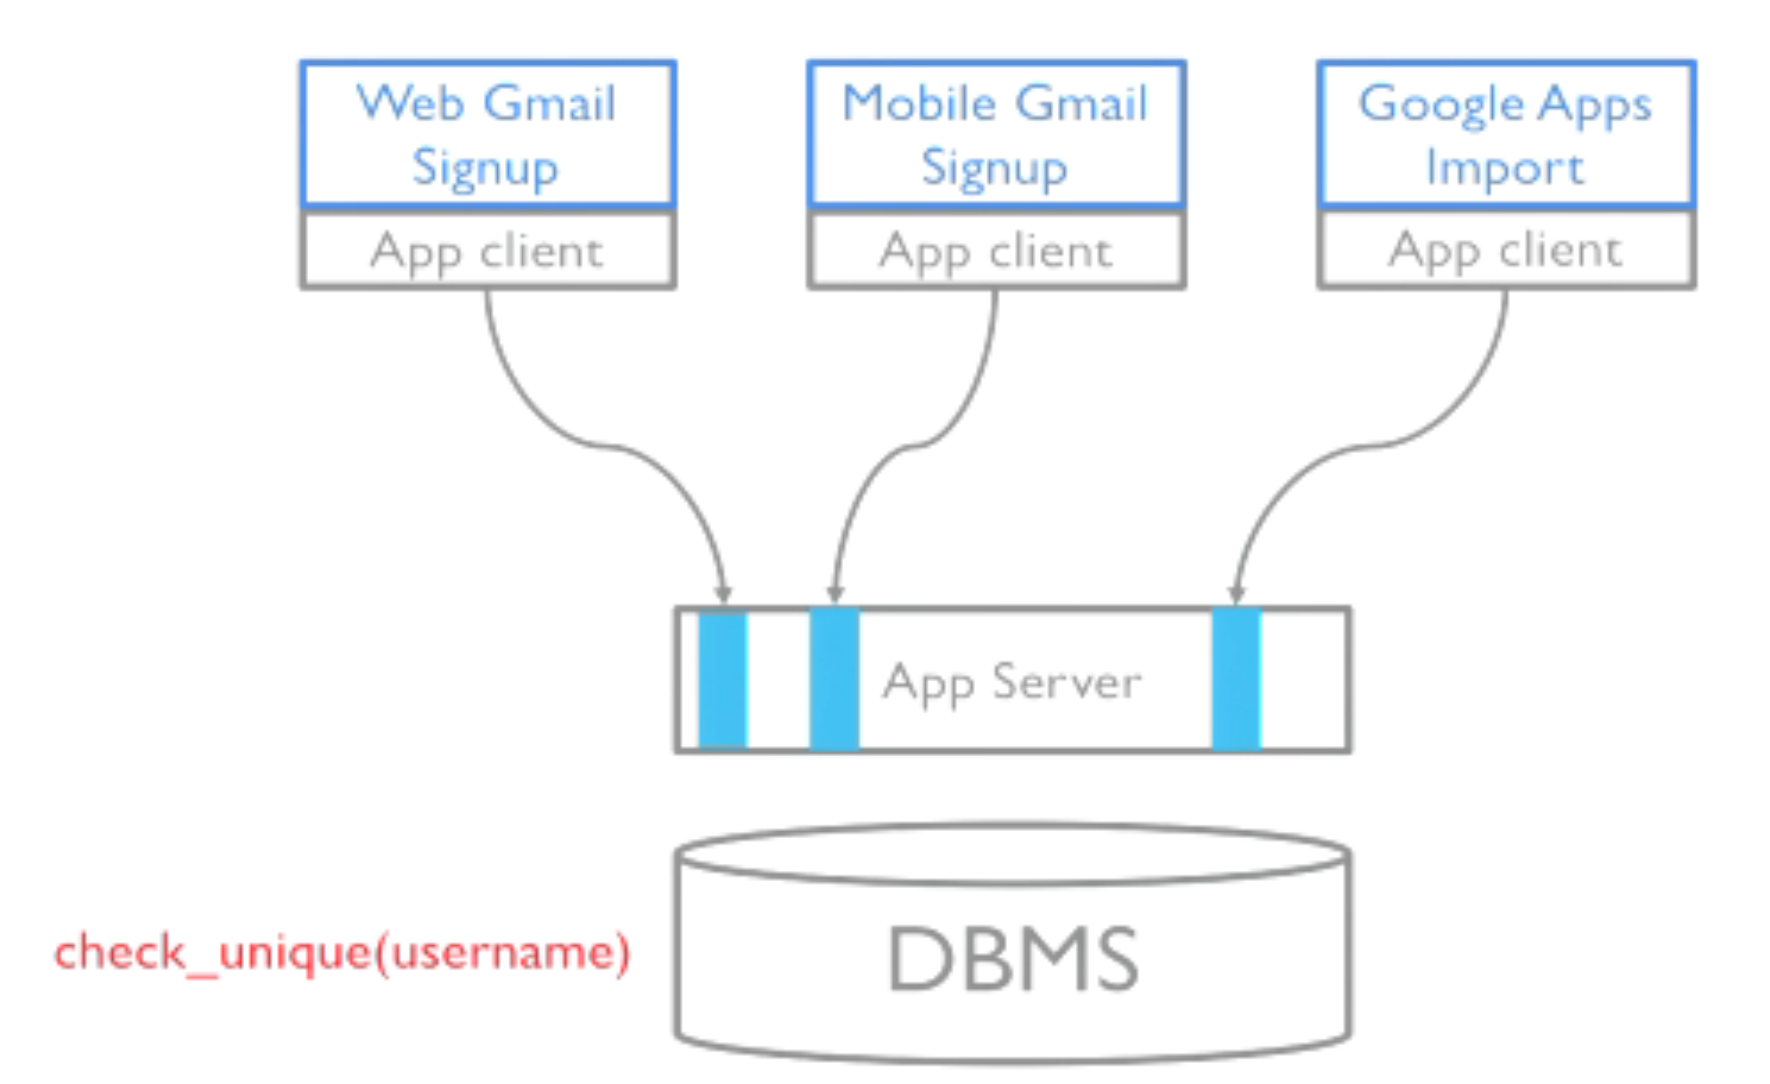 Web Gmail
Signup
App client
Mobile Gmail
Signup
App client
Google Apps
Import
App client
App Server
check_unique(username)
DBMS